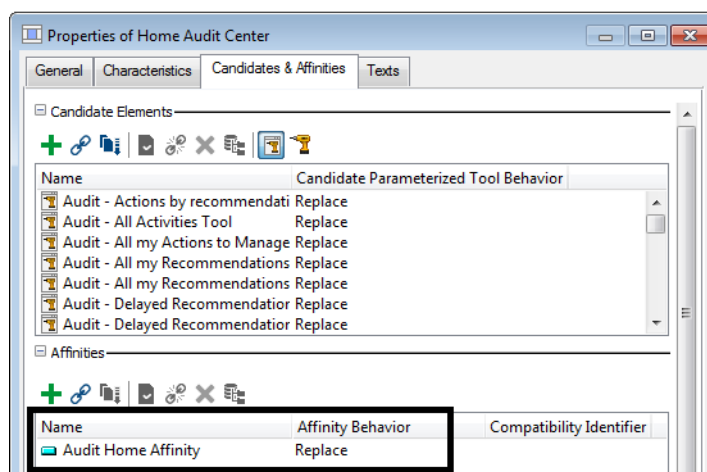 Properties of Home Audit Center
General Characteristics Candidates & Affinities Texts
Candidate Elements
Name Candidate Parameterized Tool Behavior
Audit - Actions by recommendati Replace
Audit - All Activities Tool Replace
Audit - All my Actions to Manage Replace
Audit - All my Recommendations Replace
Audit - All my Recommendations Replace
Audit - Delayed Recommendation Replace
Audit - Delayed Recommendation Replace
Affinities
Name Affinity Behavior Compatibility Identifier
Audit Home Affinity Replace